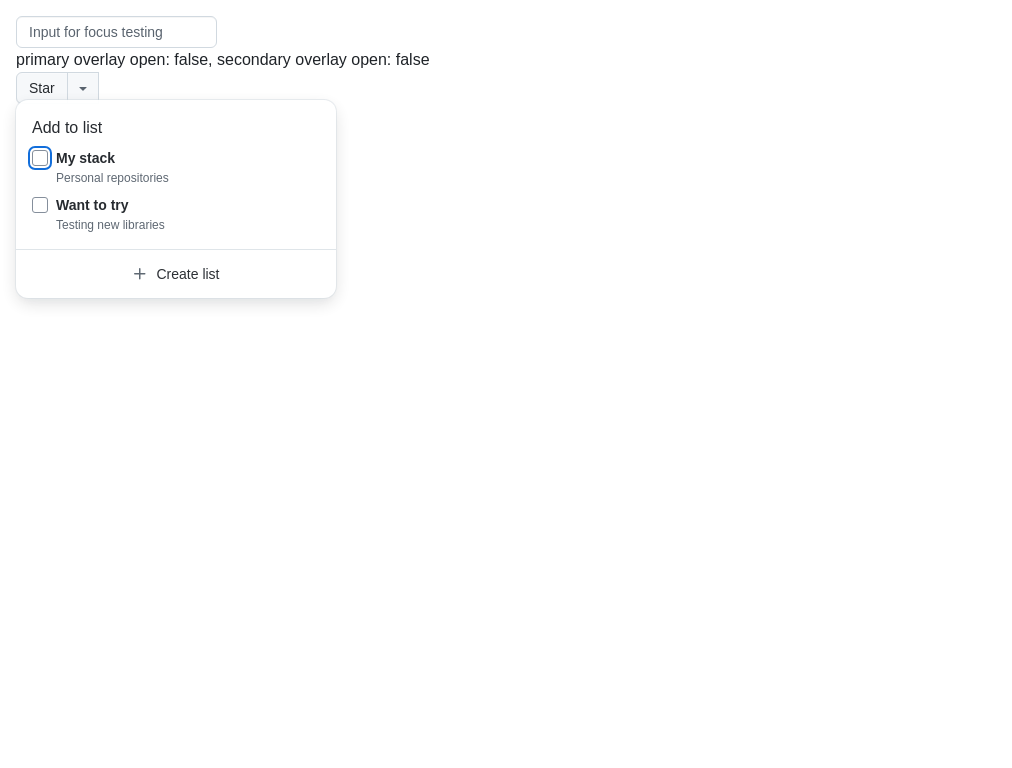 Input for focus testing
primary overlay open: false, secondary overlay open: false
Star
Add to list
My stack
Personal repositories
Want to try
Testing new libraries
Create list